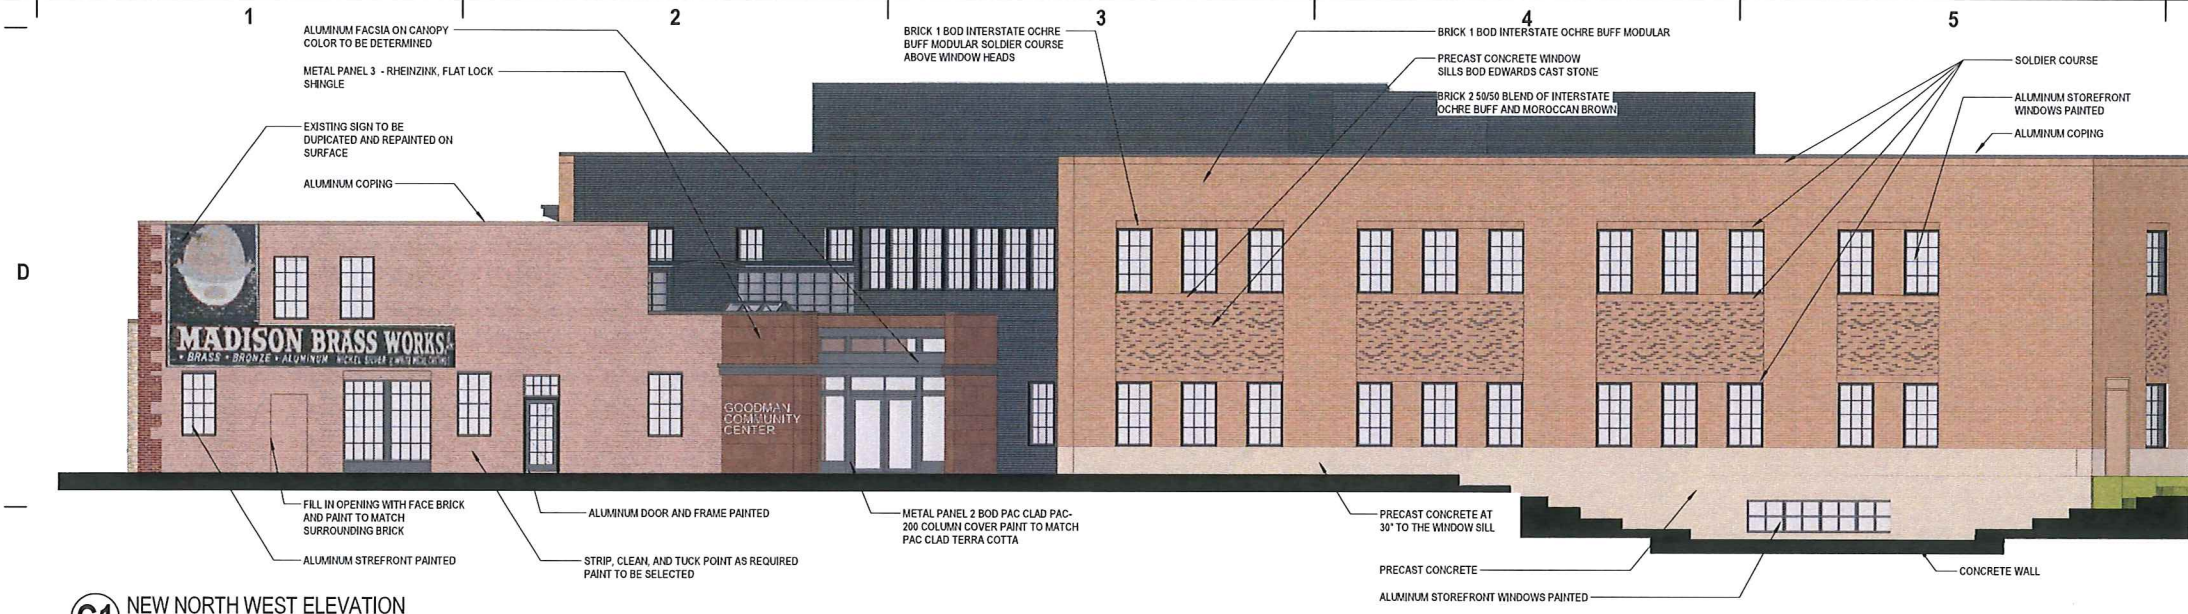 1
2
3
4
5
ALUMINUM FACSIA ON CANOPY
COLOR TO BE DETERMINED
METAL PANEL 3 - RHEINZINK, FLAT LOCK
SHINGLE
EXISTING SIGN TO BE
DUPICATED AND REPAINTED ON
SURFACE
ALUMINUM COPING
BRICK 1 BOD INTERSTATE OCHRE
BUFF MODULAR SOLDIER COURSE
ABOVE WINDOW HEADS
BRICK 1 BOD INTERSTATE OCHRE BUFF MODULAR
PRECAST CONCRETE WINDOW
SILLS BOD EDWARDS CAST STONE
BRICK 2 50/50 BLEND OF INTERSTATE
OCHRE BUFF AND MOROCCAN BROWN
SOLDIER COURSE
ALUMINUM STOREFRONT
WINDOWS PAINTED
ALUMINUM COPING
D
MADISON BRASS WORKS
• BRASS • BRONZE • ALUMINUM NICKEL SILVER
GOODMAN
COMMUNITY
CENTER
FILL IN OPENING WITH FACE BRICK
AND PAINT TO MATCH
SURROUNDING BRICK
ALUMINUM STREFRONT PAINTED
ALUMINUM DOOR AND FRAME PAINTED
STRIP, CLEAN, AND TUCK POINT AS REQUIRED
PAINT TO BE SELECTED
METAL PANEL 2 BOD PAC CLAD PAC-
200 COLUMN COVER PAINT TO MATCH
PAC CLAD TERRA COTTA
PRECAST CONCRETE AT
30" TO THE WINDOW SILL
PRECAST CONCRETE
ALUMINUM STOREFRONT WINDOWS PAINTED
CONCRETE WALL
C1 NEW NORTH WEST ELEVATION